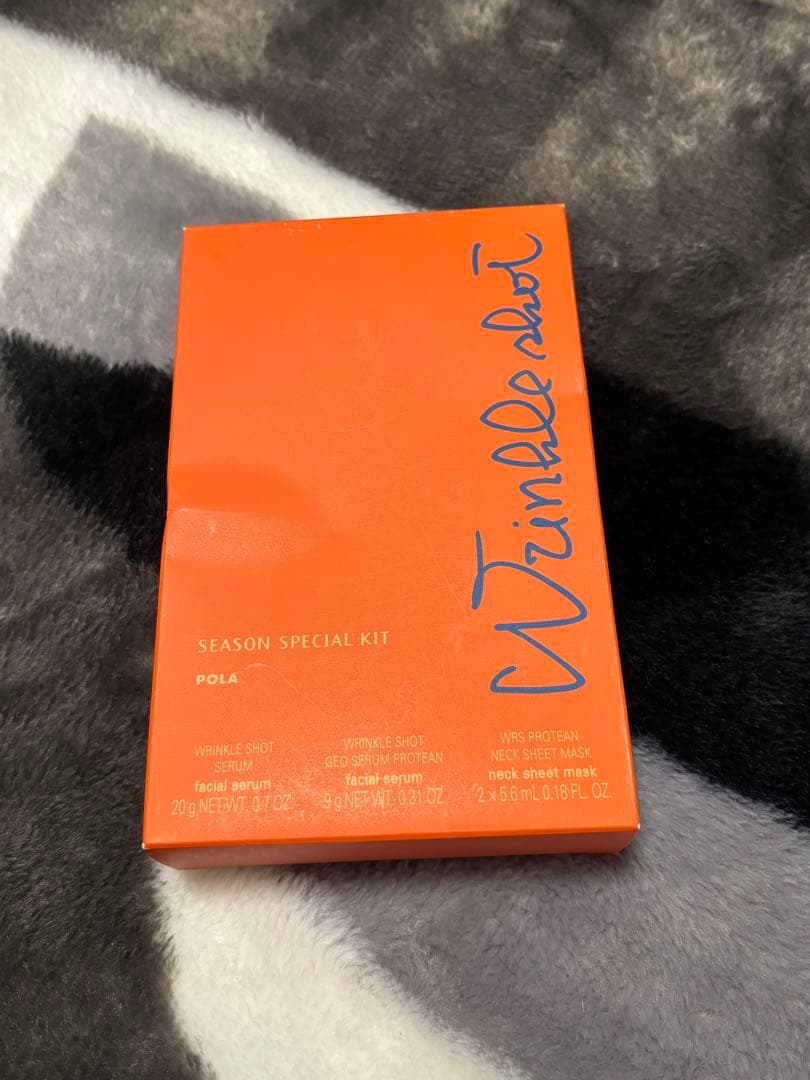 Wrinkle shot
SEASON SPECIAL KIT
POLA
WRINKLE SHOT
SERUM
facial serum
20 g NET WT. 0.7 OZ.
WRINKLE SHOT
GEO SERUM PROTEAN
facial serum
9 g NET WT. 0.31 OZ.
WRS PROTEAN
NECK SHEET MASK
neck sheet mask
2 x 5.6 mL 0.18 FL. OZ.